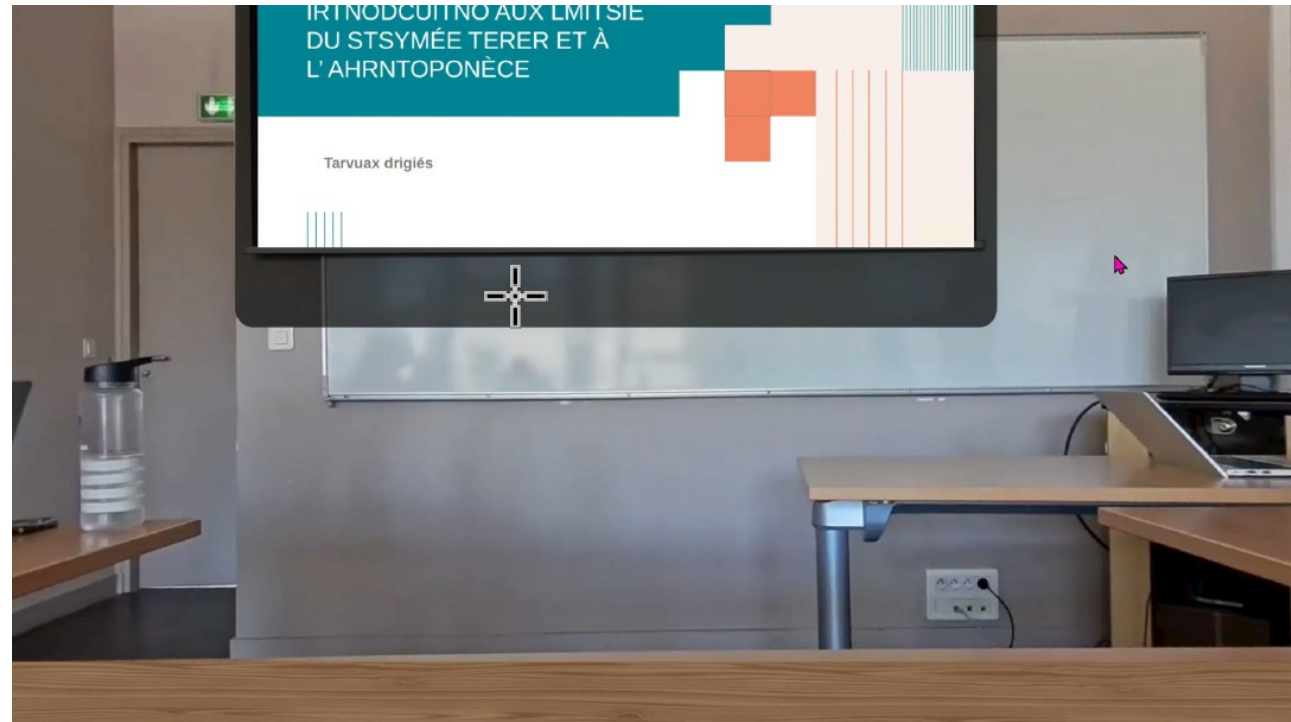 IRTNODCUITNO AUX LMITSIE
DU STSYMÉE TERER ET À
L' AHRNTOPONÈCE
Tarvuax drigiés